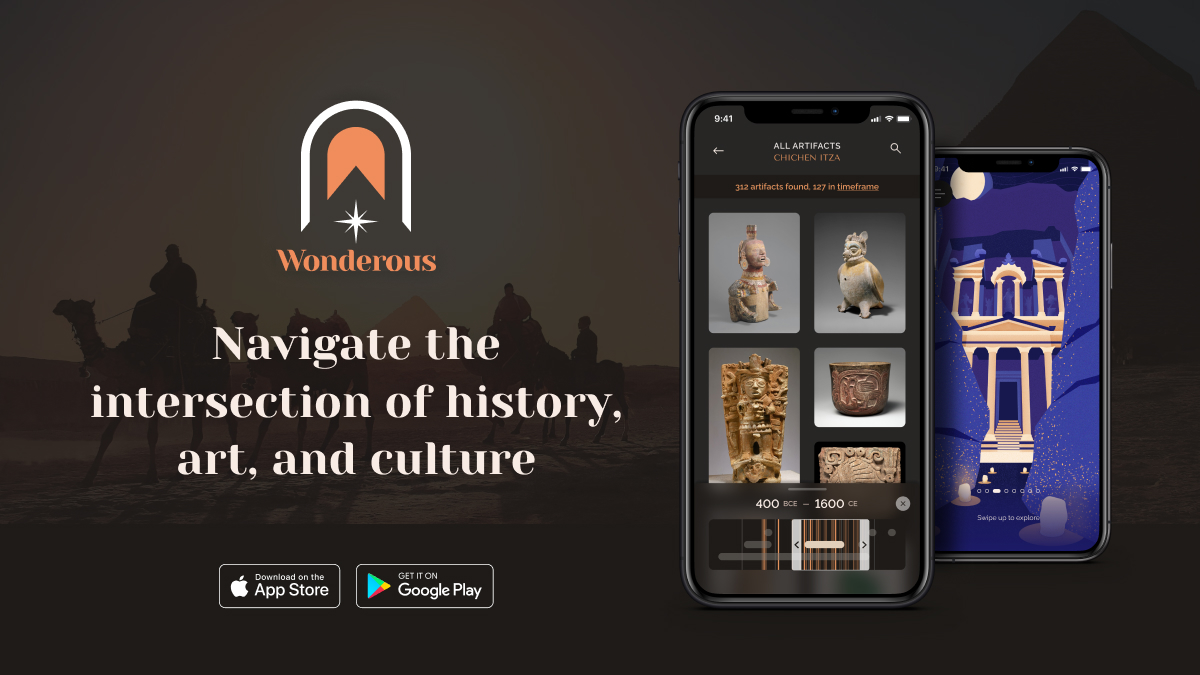 Wonderous
Navigate the
intersection of history,
art, and culture
Download on the
App Store
GET IT ON
Google Play
9:41
ALL ARTIFACTS
CHICHEN ITZA
312 artifacts found, 127 in timeframe
400 BCE — 1600 CE
9:41
Swipe up to explore